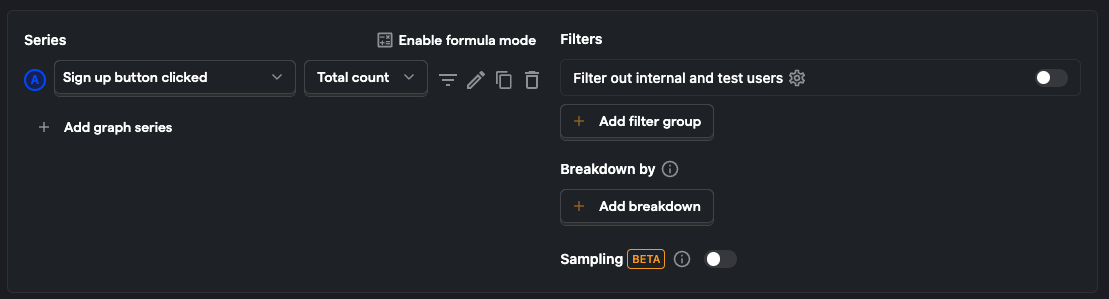 Series
Enable formula mode
A
Sign up button clicked
Total count
Add graph series
Filters
Filter out internal and test users
Add filter group
Breakdown by
Add breakdown
Sampling BETA